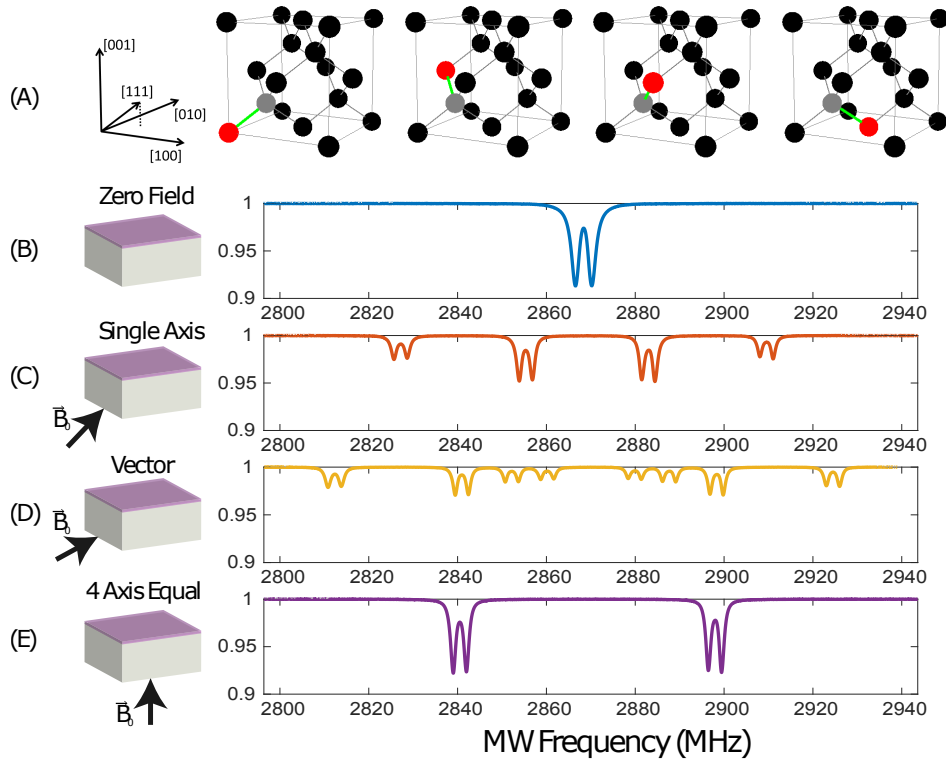 (A)
[001]
[111]
[010]
[100]
Zero Field
(B)
1
0.95
0.9
2800 2820 2840 2860 2880 2900 2920 2940
Single Axis
(C)
B⃗₀
1
0.95
0.9
2800 2820 2840 2860 2880 2900 2920 2940
Vector
(D)
B⃗₀
1
0.95
0.9
2800 2820 2840 2860 2880 2900 2920 2940
4 Axis Equal
(E)
B⃗₀
1
0.95
0.9
2800 2820 2840 2860 2880 2900 2920 2940
MW Frequency (MHz)